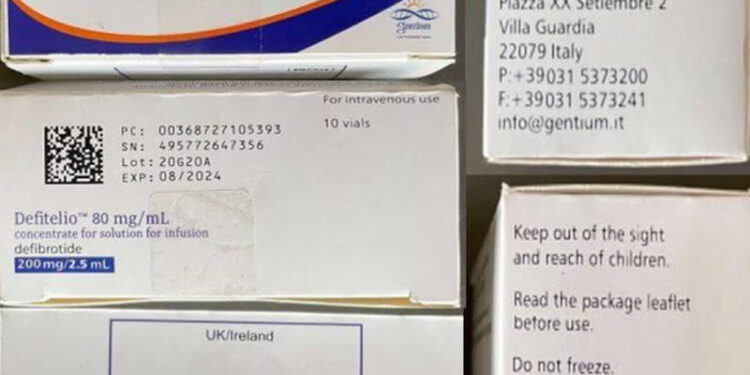 Gentium
For intravenous use
10 vials
PC: 00368727105393
SN: 495772647356
Lot: 20G20A
EXP: 08/2024
Defitelio™ 80 mg/mL
concentrate for solution for infusion
defibrotide
200 mg/2.5 mL
UK/Ireland
Piazza XX Settembre 2
Villa Guardia
22079 Italy
P:+39031 5373200
F:+39031 5373241
info@gentium.it
Keep out of the sight
and reach of children.
Read the package leaflet
before use.
Do not freeze.